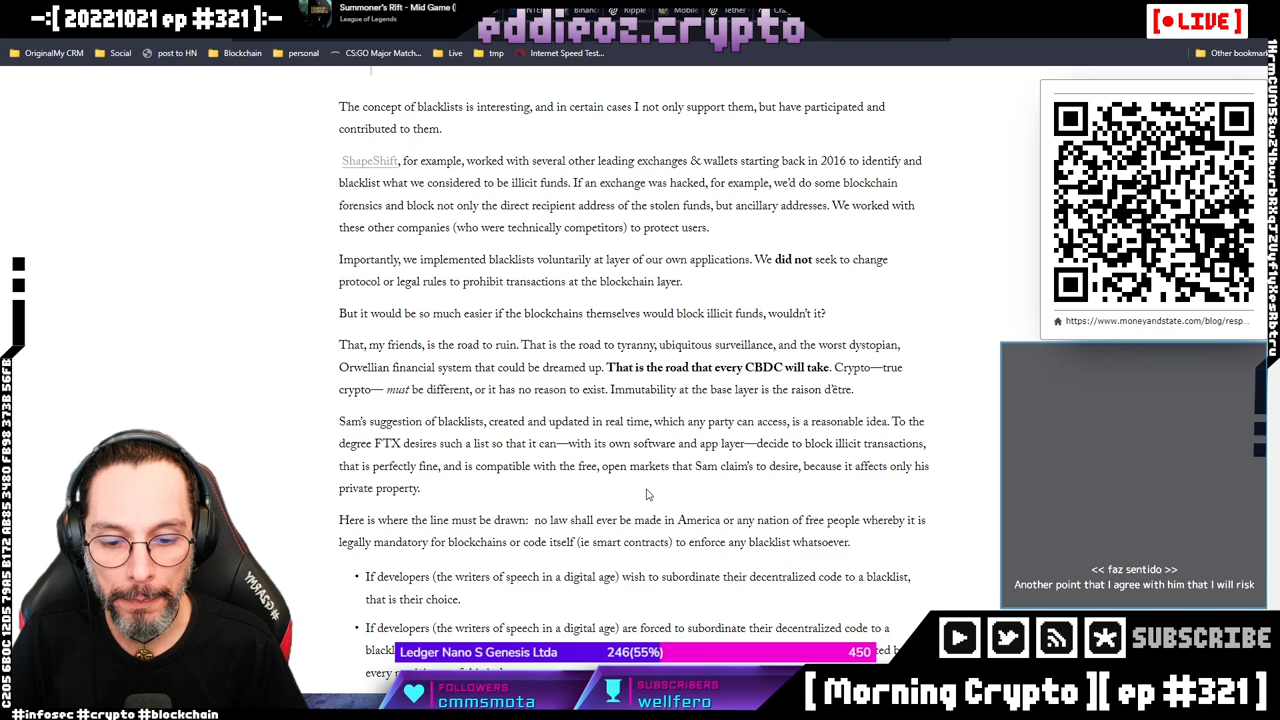 -:[ 20221021 ep #321 ]:-
Summoner's Rift - Mid Game (
League of Legends
Binanc
Ripple
Mobile
Tether
eddieoz.crypto
[ LIVE ]
OriginalMy CRM
Social
post to HN
Blockchain
personal
CS:GO Major Match...
Live
tmp
Internet Speed Test...
Other bookmar
The concept of blacklists is interesting, and in certain cases I not only support them, but have participated and
contributed to them.
ShapeShift, for example, worked with several other leading exchanges & wallets starting back in 2016 to identify and
blacklist what we considered to be illicit funds. If an exchange was hacked, for example, we'd do some blockchain
forensics and block not only the direct recipient address of the stolen funds, but ancillary addresses. We worked with
these other companies (who were technically competitors) to protect users.
Importantly, we implemented blacklists voluntarily at layer of our own applications. We did not seek to change
protocol or legal rules to prohibit transactions at the blockchain layer.
But it would be so much easier if the blockchains themselves would block illicit funds, wouldn't it?
That, my friends, is the road to ruin. That is the road to tyranny, ubiquitous surveillance, and the worst dystopian,
Orwellian financial system that could be dreamed up. That is the road that every CBDC will take. Crypto—true
crypto— must be different, or it has no reason to exist. Immutability at the base layer is the raison d'être.
Sam's suggestion of blacklists, created and updated in real time, which any party can access, is a reasonable idea. To the
degree FTX desires such a list so that it can—with its own software and app layer—decide to block illicit transactions,
that is perfectly fine, and is compatible with the free, open markets that Sam claim's to desire, because it affects only his
private property.
Here is where the line must be drawn: no law shall ever be made in America or any nation of free people whereby it is
legally mandatory for blockchains or code itself (ie smart contracts) to enforce any blacklist whatsoever.
• If developers (the writers of speech in a digital age) wish to subordinate their decentralized code to a blacklist,
that is their choice.
• If developers (the writers of speech in a digital age) are forced to subordinate their decentralized code to a
https://www.moneyandstate.com/blog/resp...
<< faz sentido >>
Another point that I agree with him that I will risk
Ledger Nano S Genesis Ltda
246(55%)
450
FOLLOWERS
cmmsmota
SUBSCRIBERS
wellfero
SUBSCRIBE
[ Morning Crypto ][ ep #321 ]
#infosec #crypto #blockchain